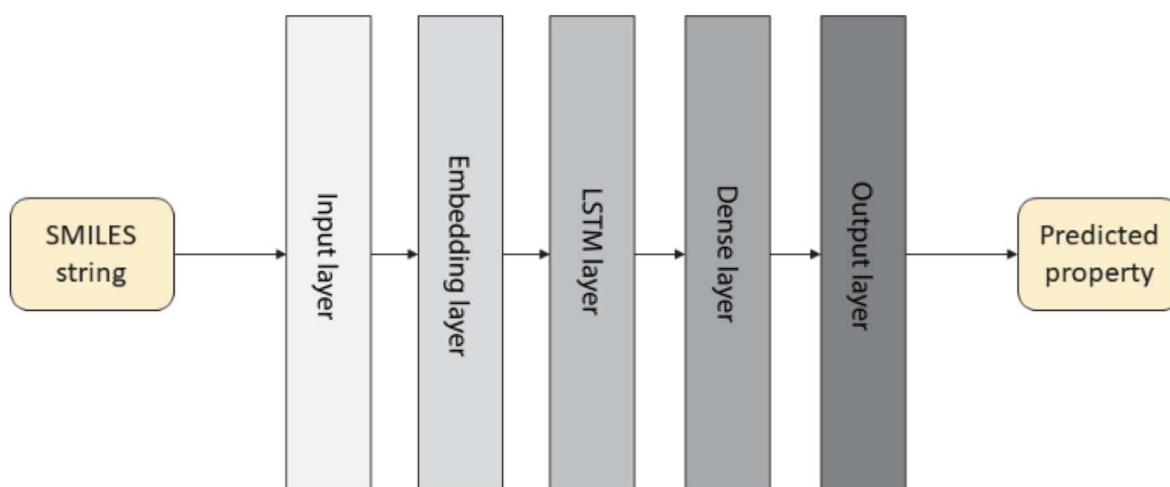 SMILES
string
Input layer
Embedding layer
LSTM layer
Dense layer
Output layer
Predicted
property